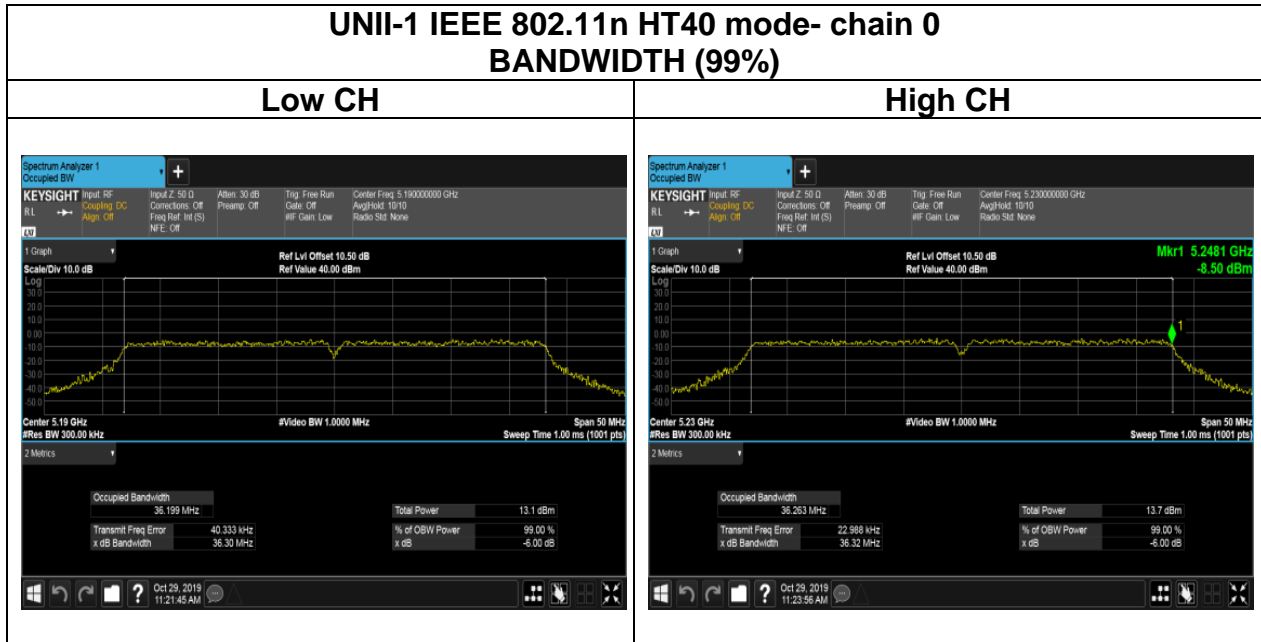 UNII-1 IEEE 802.11n HT40 mode- chain 0
BANDWIDTH (99%)
Low CH
High CH
Spectrum Analyzer 1
Occupied BW
+
KEYSIGHT
R L
LXI
Input: RF
Coupling: DC
Align: Off
Input Z: 50 Ω
Corrections: Off
Freq Ref: Int (S)
NFE: Off
Atten: 30 dB
Preamp: Off
Trig: Free Run
Gate: Off
#IF Gain: Low
Center Freq: 5.190000000 GHz
Avg|Hold: 10/10
Radio Std: None
1 Graph
Scale/Div 10.0 dB
Ref Lvl Offset 10.50 dB
Ref Value 40.00 dBm
Log
30.0
20.0
10.0
0.00
-10.0
-20.0
-30.0
-40.0
-50.0
Center 5.19 GHz
#Res BW 300.00 kHz
#Video BW 1.0000 MHz
Span 50 MHz
Sweep Time 1.00 ms (1001 pts)
2 Metrics
Occupied Bandwidth
36.199 MHz
Total Power 13.1 dBm
Transmit Freq Error 40.333 kHz
% of OBW Power 99.00 %
x dB Bandwidth 36.30 MHz
x dB -6.00 dB
?
Oct 29, 2019
11:21:45 AM
Spectrum Analyzer 1
Occupied BW
+
KEYSIGHT
R L
LXI
Input: RF
Coupling: DC
Align: Off
Input Z: 50 Ω
Corrections: Off
Freq Ref: Int (S)
NFE: Off
Atten: 30 dB
Preamp: Off
Trig: Free Run
Gate: Off
#IF Gain: Low
Center Freq: 5.230000000 GHz
Avg|Hold: 10/10
Radio Std: None
1 Graph
Scale/Div 10.0 dB
Ref Lvl Offset 10.50 dB
Ref Value 40.00 dBm
Mkr1 5.2481 GHz
-8.50 dBm
Log
30.0
20.0
10.0
0.00
-10.0
-20.0
-30.0
-40.0
-50.0
1
Center 5.23 GHz
#Res BW 300.00 kHz
#Video BW 1.0000 MHz
Span 50 MHz
Sweep Time 1.00 ms (1001 pts)
2 Metrics
Occupied Bandwidth
36.263 MHz
Total Power 13.7 dBm
Transmit Freq Error 22.988 kHz
% of OBW Power 99.00 %
x dB Bandwidth 36.32 MHz
x dB -6.00 dB
?
Oct 29, 2019
11:23:56 AM